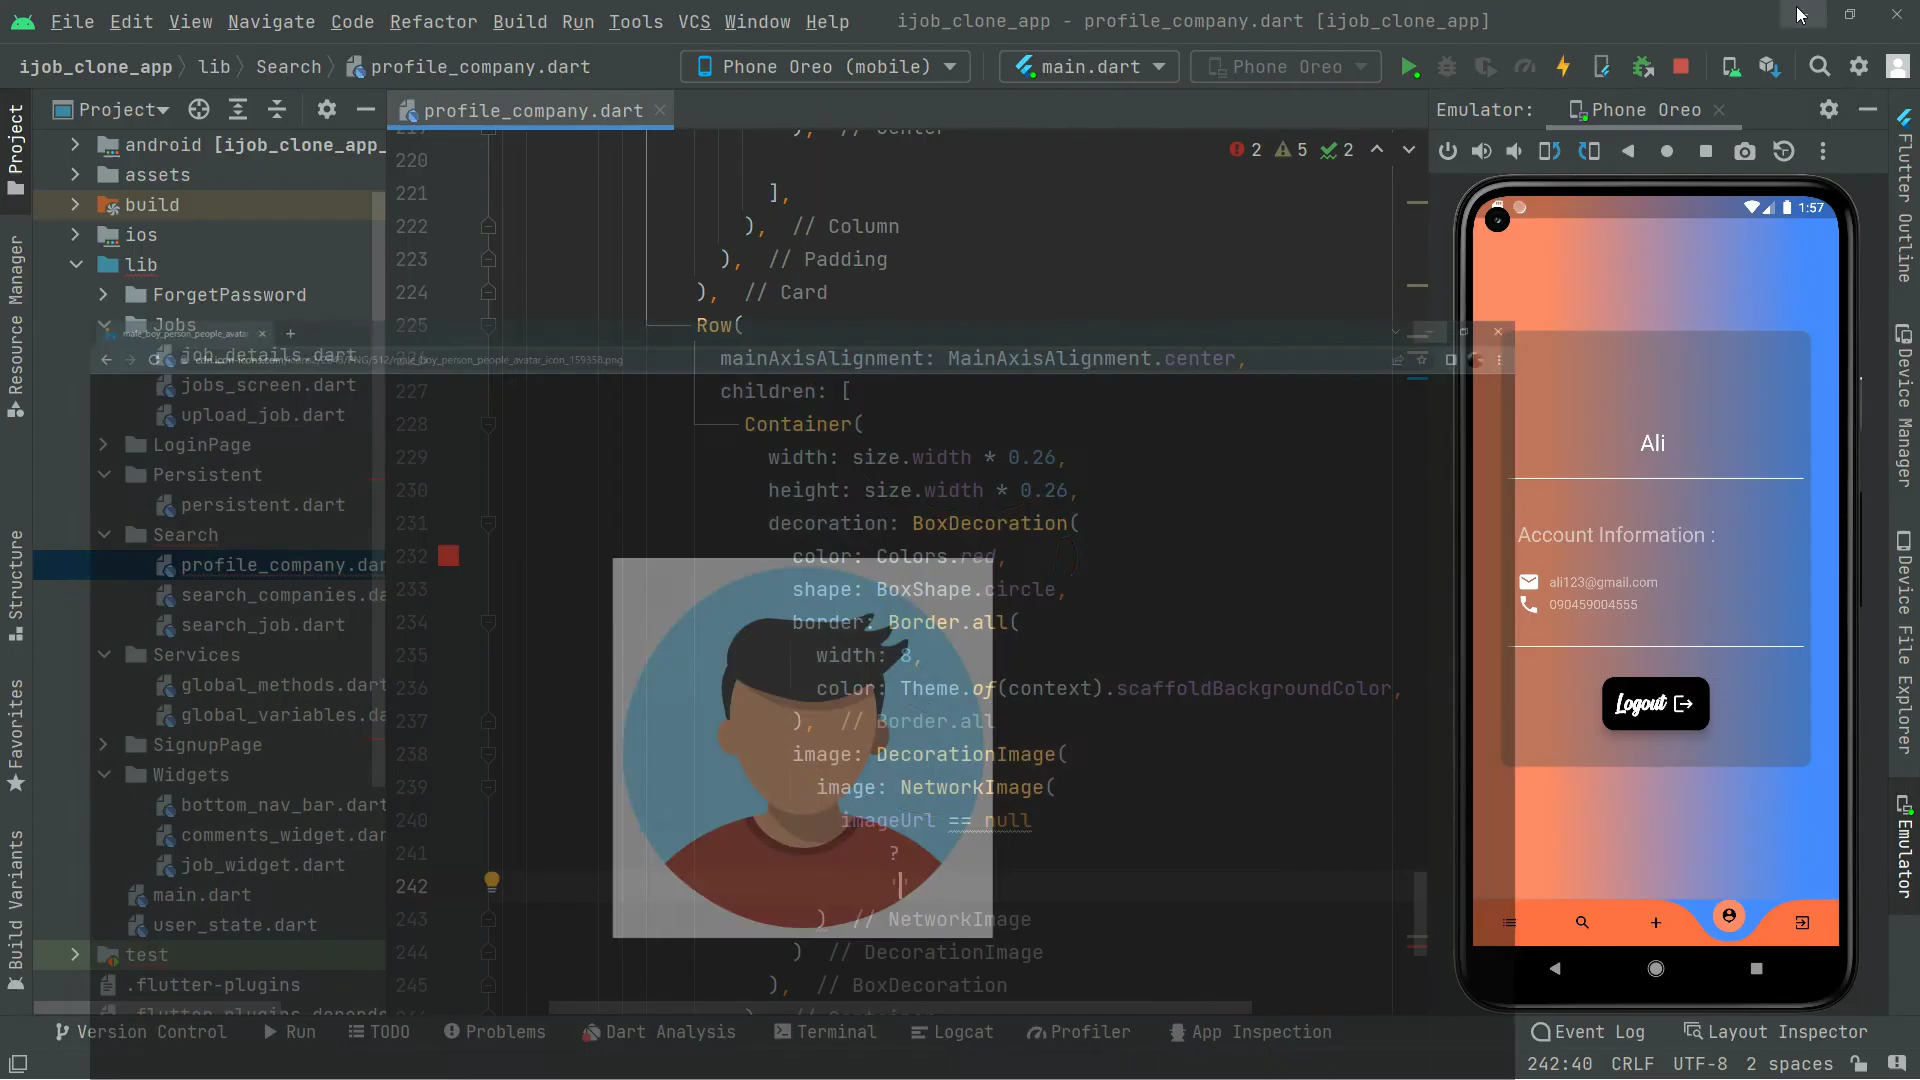 File Edit View Navigate Code Refactor Build Run Tools VCS Window Help ijob_clone_app - profile_company.dart [ijob_clone_app]
ijob_clone_app lib Search profile_company.dart Phone Oreo (mobile) main.dart Phone Oreo
Project profile_company.dart Emulator: Phone Oreo
android [ijob_clone_app_
assets
build
ios
lib
ForgetPassword
Jobs
job_details.dart
jobs_screen.dart
upload_job.dart
LoginPage
Persistent
persistent.dart
Search
profile_company.dar
search_companies.da
search_job.dart
Services
global_methods.dart
global_variables.da
SignupPage
Widgets
bottom_nav_bar.dart
comments_widget.dar
job_widget.dart
main.dart
user_state.dart
test
.flutter-plugins
male_boy_person_people_avatar
2 5 2
219 ), // Center
220
221 ],
222 ), // Column
223 ), // Padding
224 ), // Card
225 Row(
mainAxisAlignment: MainAxisAlignment.center,
227 children: [
228 Container(
229 width: size.width * 0.26,
230 height: size.width * 0.26,
231 decoration: BoxDecoration(
232 color: Colors.red,
233 shape: BoxShape.circle,
234 border: Border.all(
235 width: 8,
236 color: Theme.of(context).scaffoldBackgroundColor,
237 ), // Border.all
238 image: DecorationImage(
239 image: NetworkImage(
240 imageUrl == null
241 ?
242 ''
243 ) // NetworkImage
244 ) // DecorationImage
245 ), // BoxDecoration
1:57
Ali
Account Information :
ali123@gmail.com
090459004555
Logout
Project
Resource Manager
Structure
Favorites
Build Variants
Flutter Outline
Device Manager
Device File Explorer
Emulator
Version Control Run TODO Problems Dart Analysis Terminal Logcat Profiler App Inspection Event Log Layout Inspector
242:40 CRLF UTF-8 2 spaces